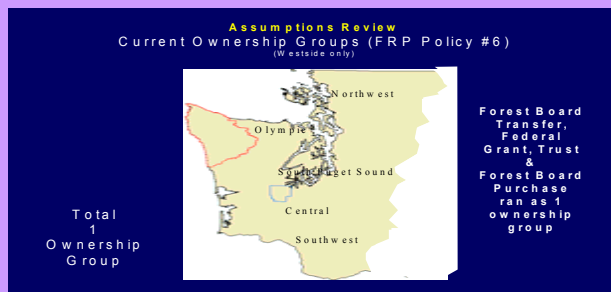 Assumptions Review
Current Ownership Groups (FRP Policy #6)
(Westside only)
Northwest
Olympic
South Puget Sound
Central
Southwest
Total
1
Ownership
Group
Forest Board
Transfer,
Federal
Grant, Trust
&
Forest Board
Purchase
ran as 1
ownership
group